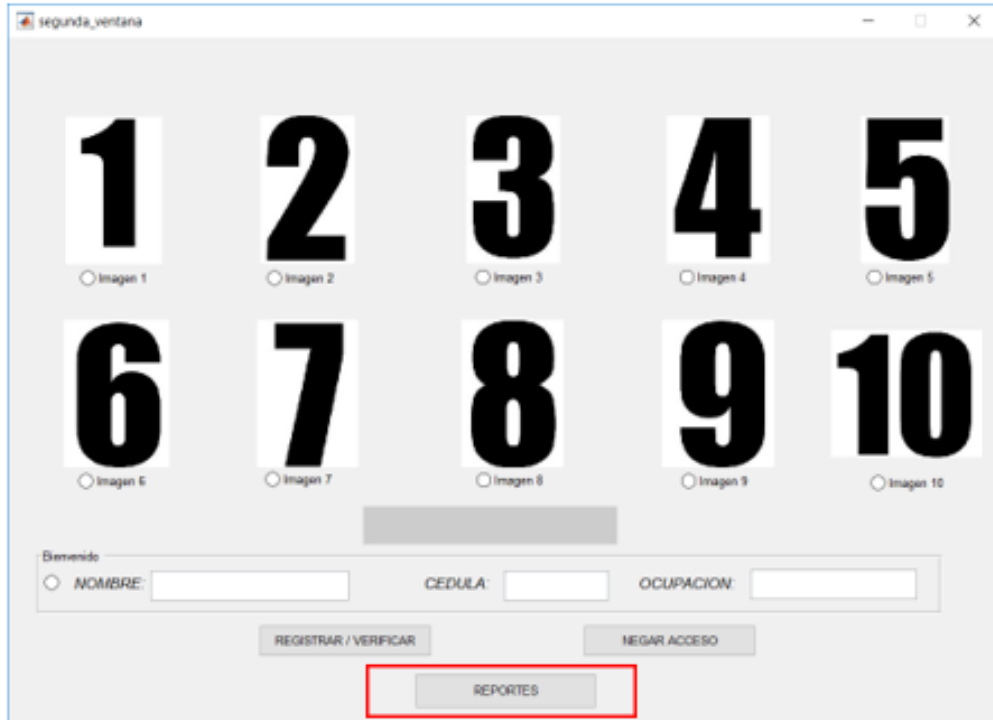 segunda_ventana
1 2 3 4 5
Imagen 1 Imagen 2 Imagen 3 Imagen 4 Imagen 5
6 7 8 9 10
Imagen 6 Imagen 7 Imagen 8 Imagen 9 Imagen 10
Bienvenido
NOMBRE: CEDULA: OCUPACION:
REGISTRAR / VERIFICAR NEGAR ACCESO
REPORTES